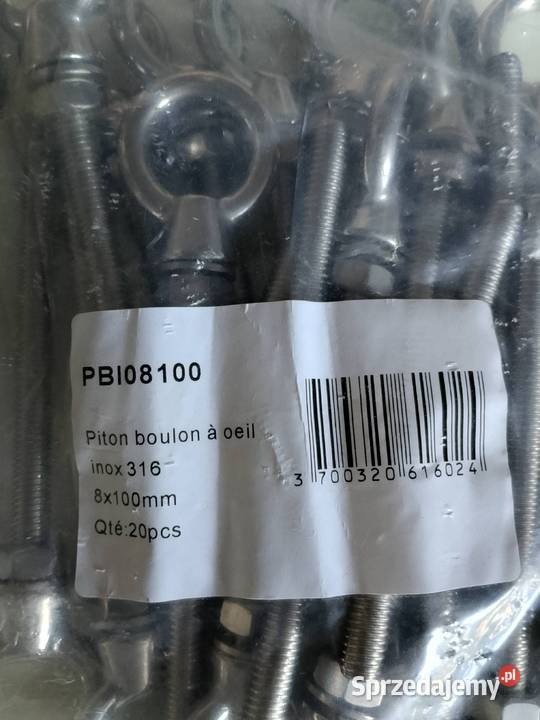 PBI08100
Piton boulon à oeil
inox 316
8x100mm
Qté:20pcs
3 700320 616024
Sprzedajemy.pl